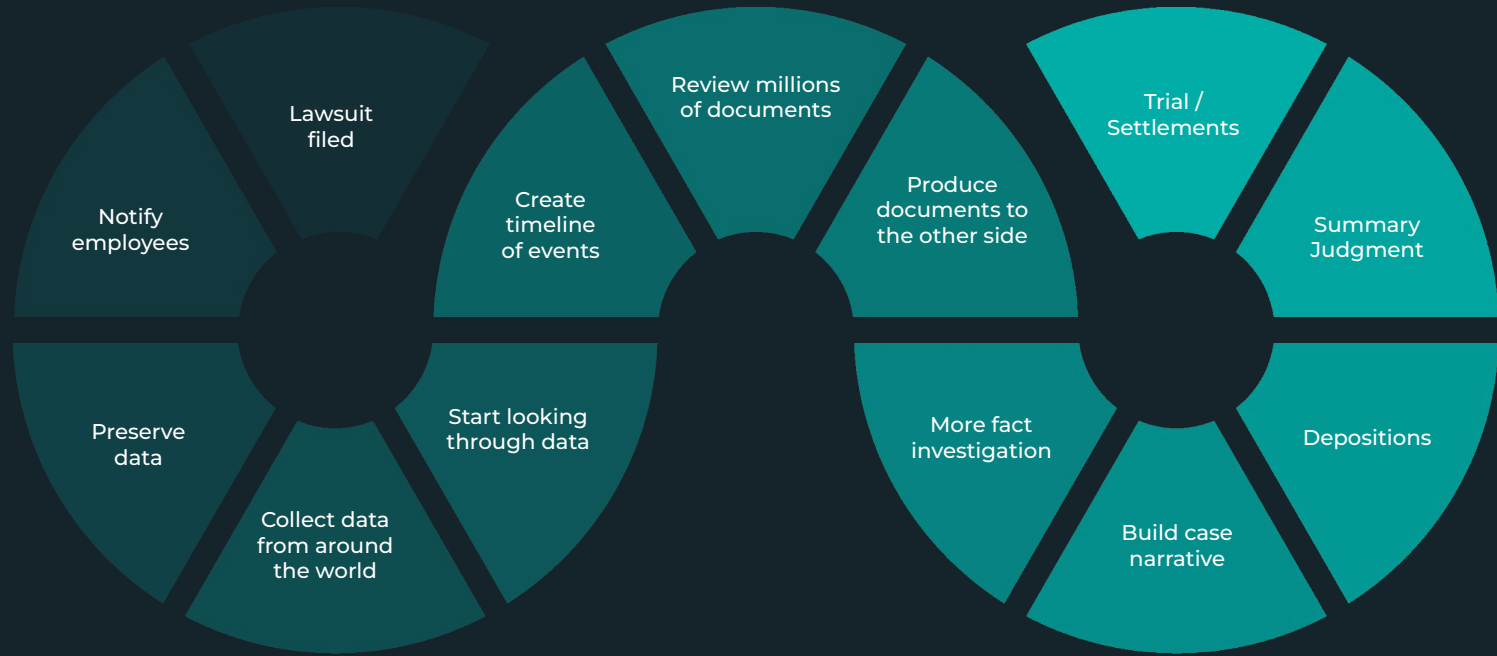 Lawsuit
filed
Notify
employees
Preserve
data
Collect data
from around
the world
Start looking
through data
Create
timeline
of events
Review millions
of documents
Produce
documents to
the other side
More fact
investigation
Build case
narrative
Depositions
Summary
Judgment
Trial /
Settlements